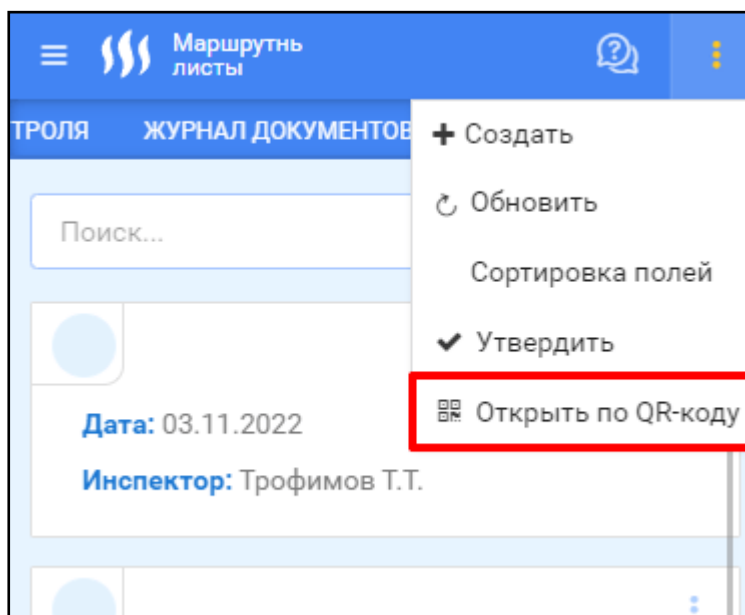 Маршрутнь
листы
ТРОЛЯ ЖУРНАЛ ДОКУМЕНТОВ
Создать
Поиск...
Обновить
Сортировка полей
Утвердить
Открыть по QR-коду
Дата: 03.11.2022
Инспектор: Трофимов Т.Т.